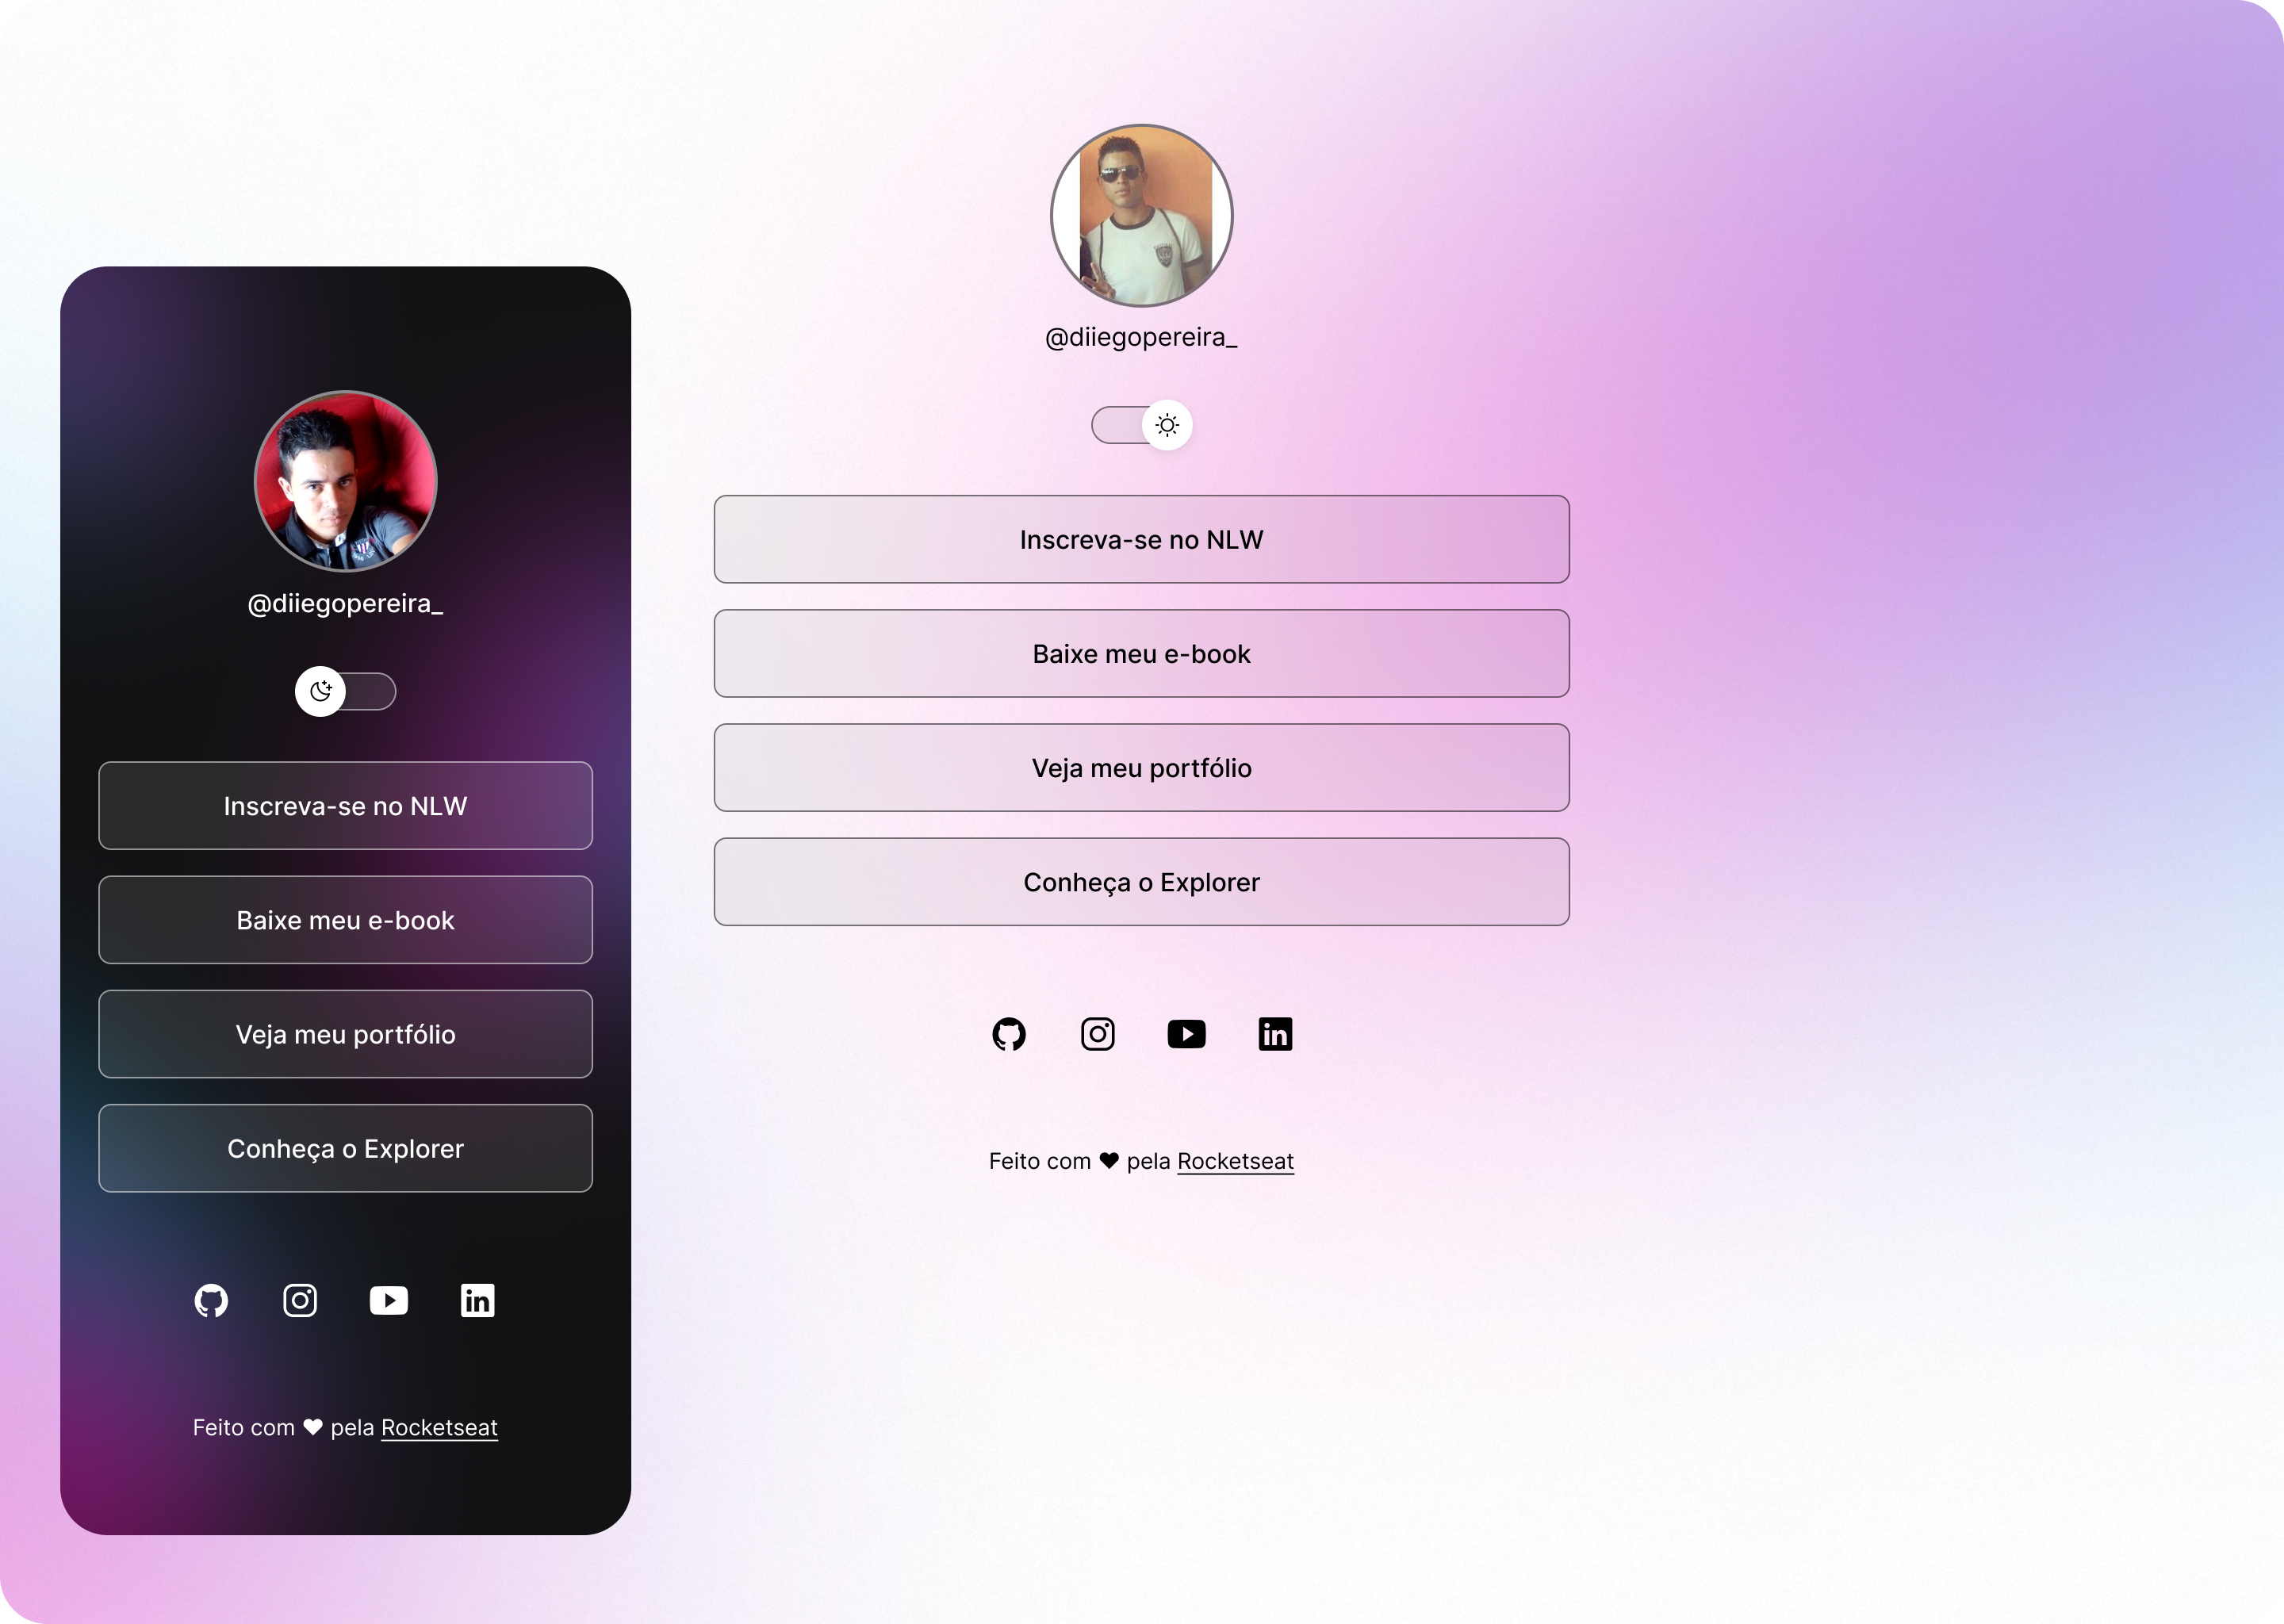 @diiegopereira_
Inscreva-se no NLW
Baixe meu e-book
Veja meu portfólio
Conheça o Explorer
Feito com ♥ pela Rocketseat
@diiegopereira_
Inscreva-se no NLW
Baixe meu e-book
Veja meu portfólio
Conheça o Explorer
in
Feito com ♥ pela Rocketseat